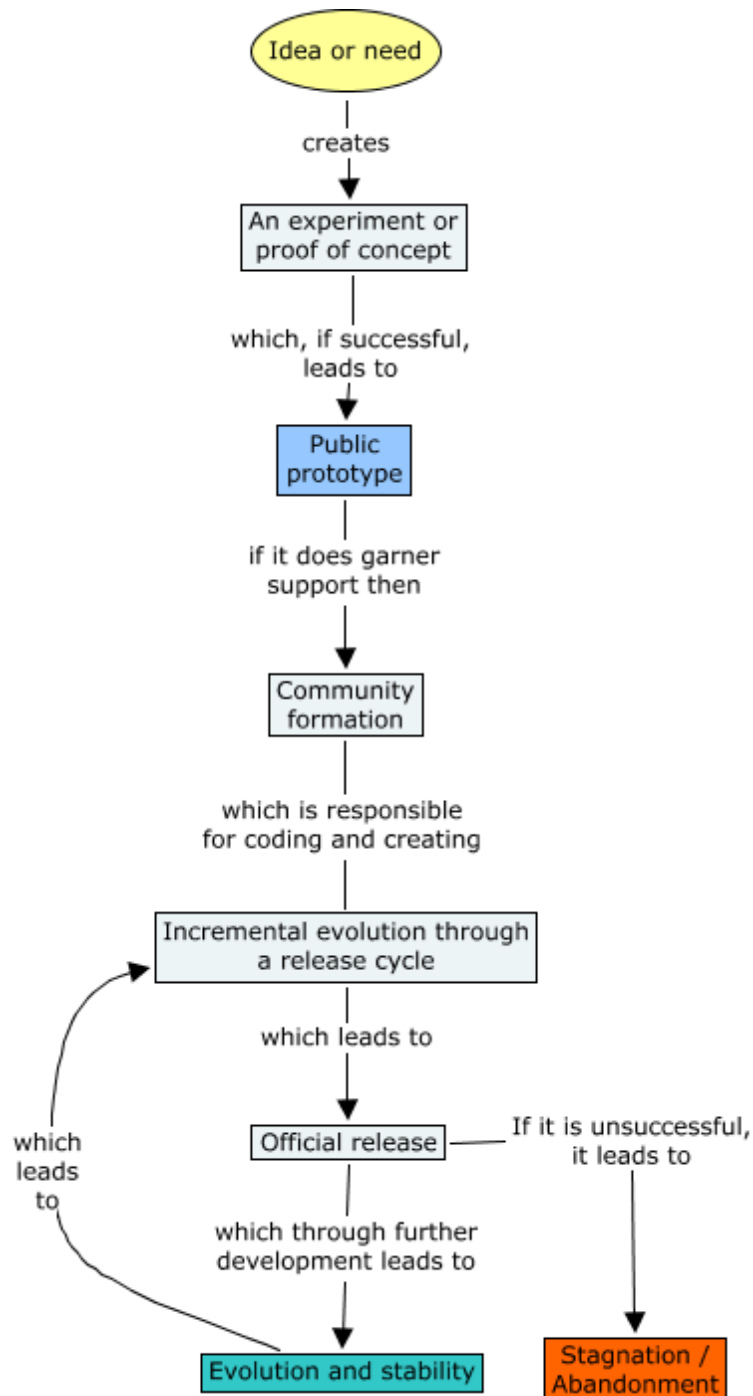 Idea or need
creates
An experiment or
proof of concept
which, if successful,
leads to
Public
prototype
if it does garner
support then
Community
formation
which is responsible
for coding and creating
Incremental evolution through
a release cycle
which leads to
Official release
If it is unsuccessful,
it leads to
which
leads
to
which through further
development leads to
Evolution and stability
Stagnation /
Abandonment